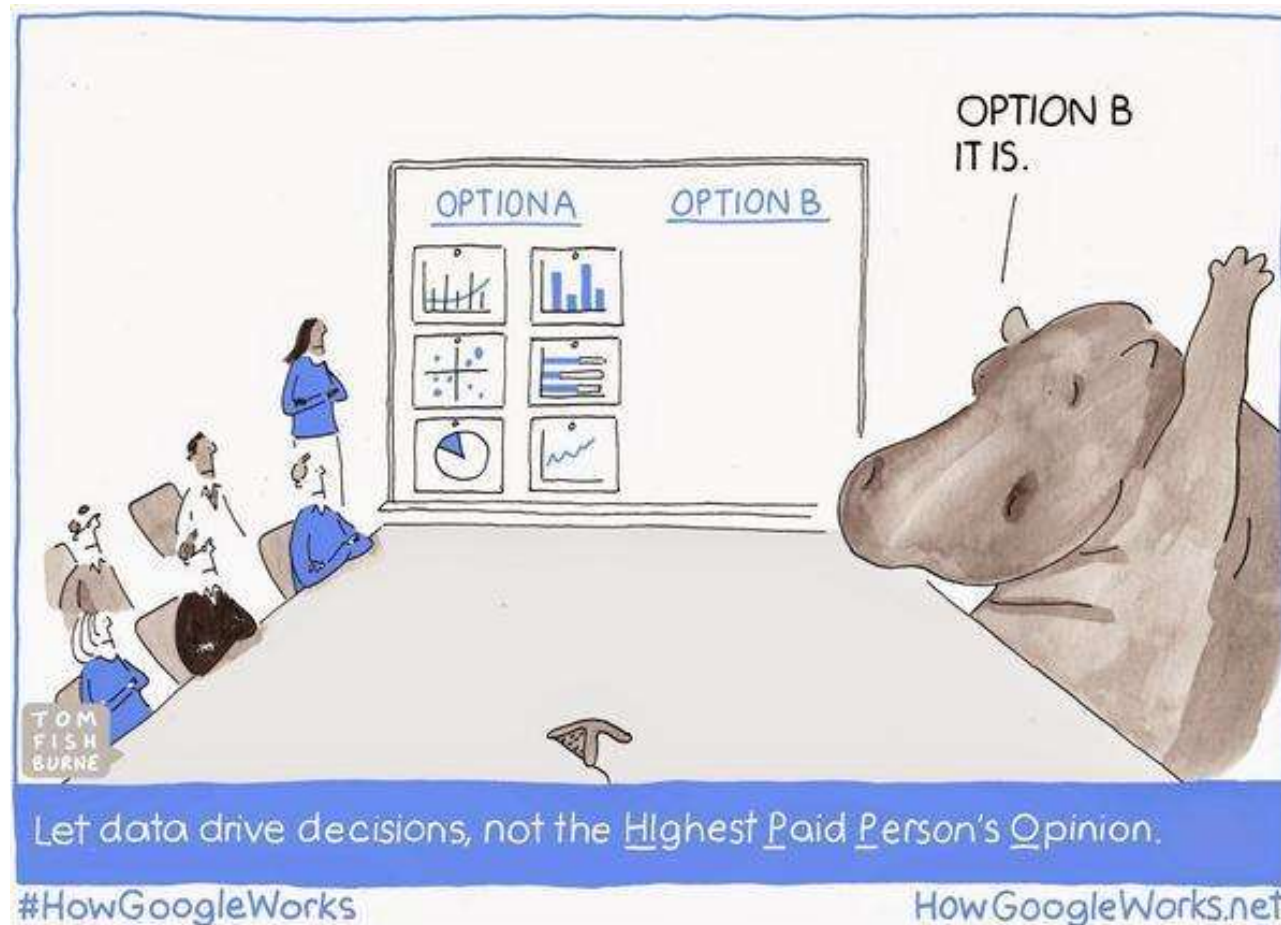 OPTION B
IT IS.
OPTION A
OPTION B
TOM
FISH
BURNE
Let data drive decisions, not the HIghest Paid Person's Opinion.
#HowGoogleWorks
HowGoogleWorks.net